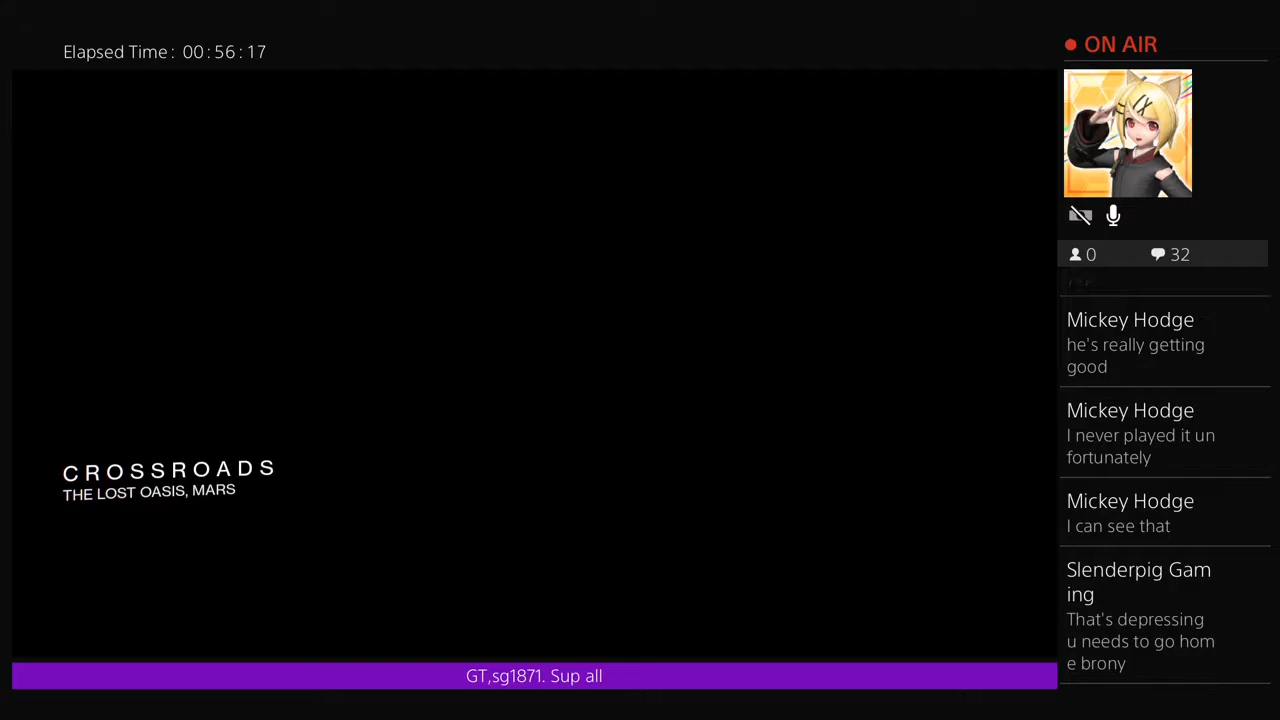 Elapsed Time: 00:56:17
ON AIR
0
32
Mickey Hodge
he's really getting
good
Mickey Hodge
I never played it un
fortunately
Mickey Hodge
I can see that
Slenderpig Gam
ing
That's depressing
u needs to go hom
e brony
CROSSROADS
THE LOST OASIS, MARS
GT,sg1871. Sup all